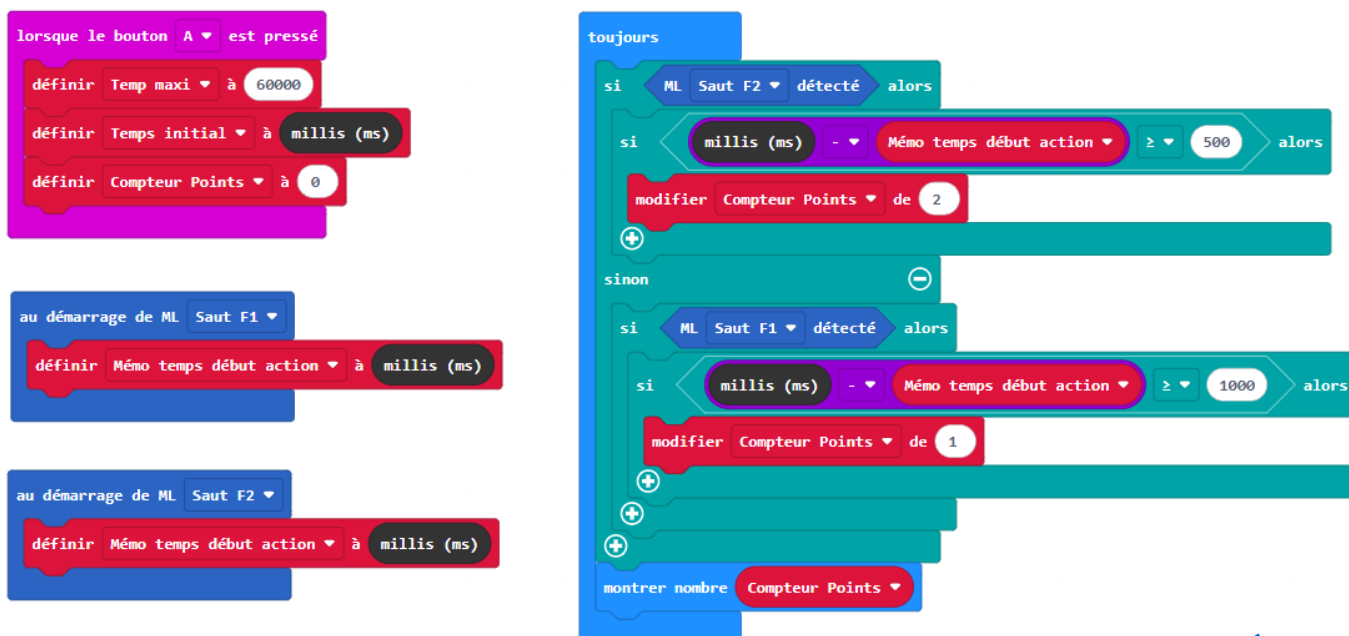 lorsque le bouton A est pressé
définir Temp maxi à 60000
définir Temps initial à millis (ms)
définir Compteur Points à 0
au démarrage de ML Saut F1
définir Mémo temps début action à millis (ms)
au démarrage de ML Saut F2
définir Mémo temps début action à millis (ms)
toujours
si ML Saut F2 détecté alors
si millis (ms) - Mémo temps début action ≥ 500 alors
modifier Compteur Points de 2
sinon
si ML Saut F1 détecté alors
si millis (ms) - Mémo temps début action ≥ 1000 alors
modifier Compteur Points de 1
montrer nombre Compteur Points